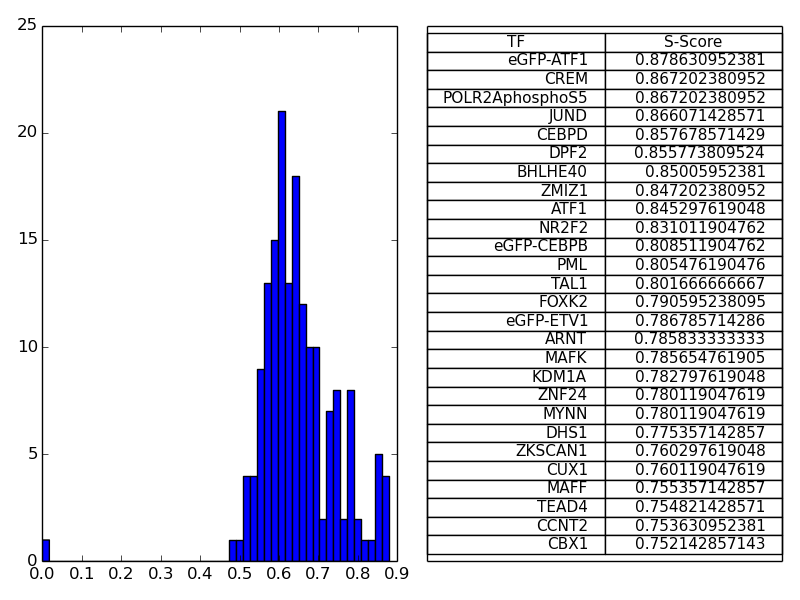 25
20
15
10
5
0
0.0 0.1 0.2 0.3 0.4 0.5 0.6 0.7 0.8 0.9
TF S-Score
eGFP-ATF1 0.878630952381
CREM 0.867202380952
POLR2AphosphoS5 0.867202380952
JUND 0.866071428571
CEBPD 0.857678571429
DPF2 0.855773809524
BHLHE40 0.85005952381
ZMIZ1 0.847202380952
ATF1 0.845297619048
NR2F2 0.831011904762
eGFP-CEBPB 0.808511904762
PML 0.805476190476
TAL1 0.801666666667
FOXK2 0.790595238095
eGFP-ETV1 0.786785714286
ARNT 0.785833333333
MAFK 0.785654761905
KDM1A 0.782797619048
ZNF24 0.780119047619
MYNN 0.780119047619
DHS1 0.775357142857
ZKSCAN1 0.760297619048
CUX1 0.760119047619
MAFF 0.755357142857
TEAD4 0.754821428571
CCNT2 0.753630952381
CBX1 0.752142857143